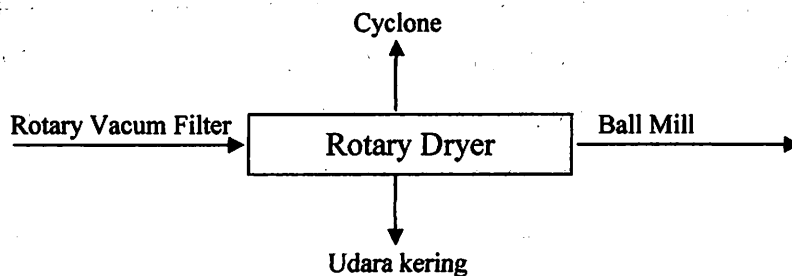 Cyclone
Rotary Vacum Filter
Rotary Dryer
Ball Mill
Udara kering